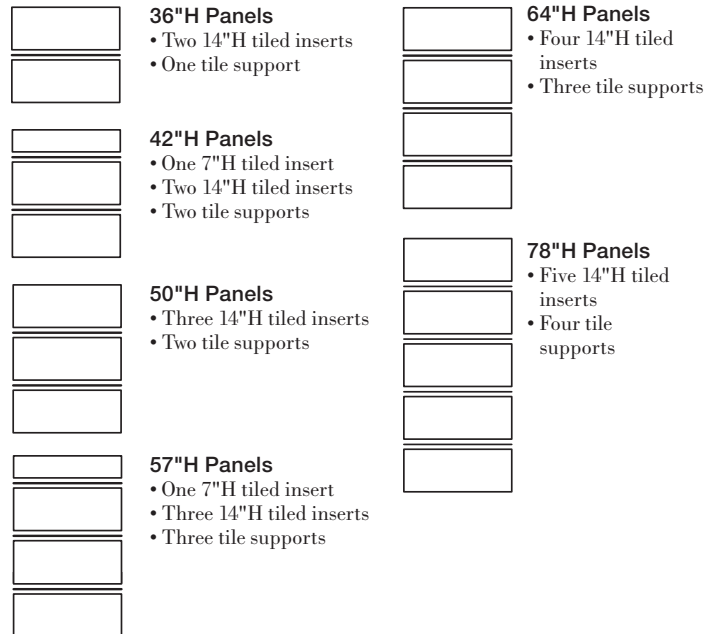 36"H Panels
• Two 14"H tiled inserts
• One tile support
42"H Panels
• One 7"H tiled insert
• Two 14"H tiled inserts
• Two tile supports
50"H Panels
• Three 14"H tiled inserts
• Two tile supports
57"H Panels
• One 7"H tiled insert
• Three 14"H tiled inserts
• Three tile supports
64"H Panels
• Four 14"H tiled
inserts
• Three tile supports
78"H Panels
• Five 14"H tiled
inserts
• Four tile
supports